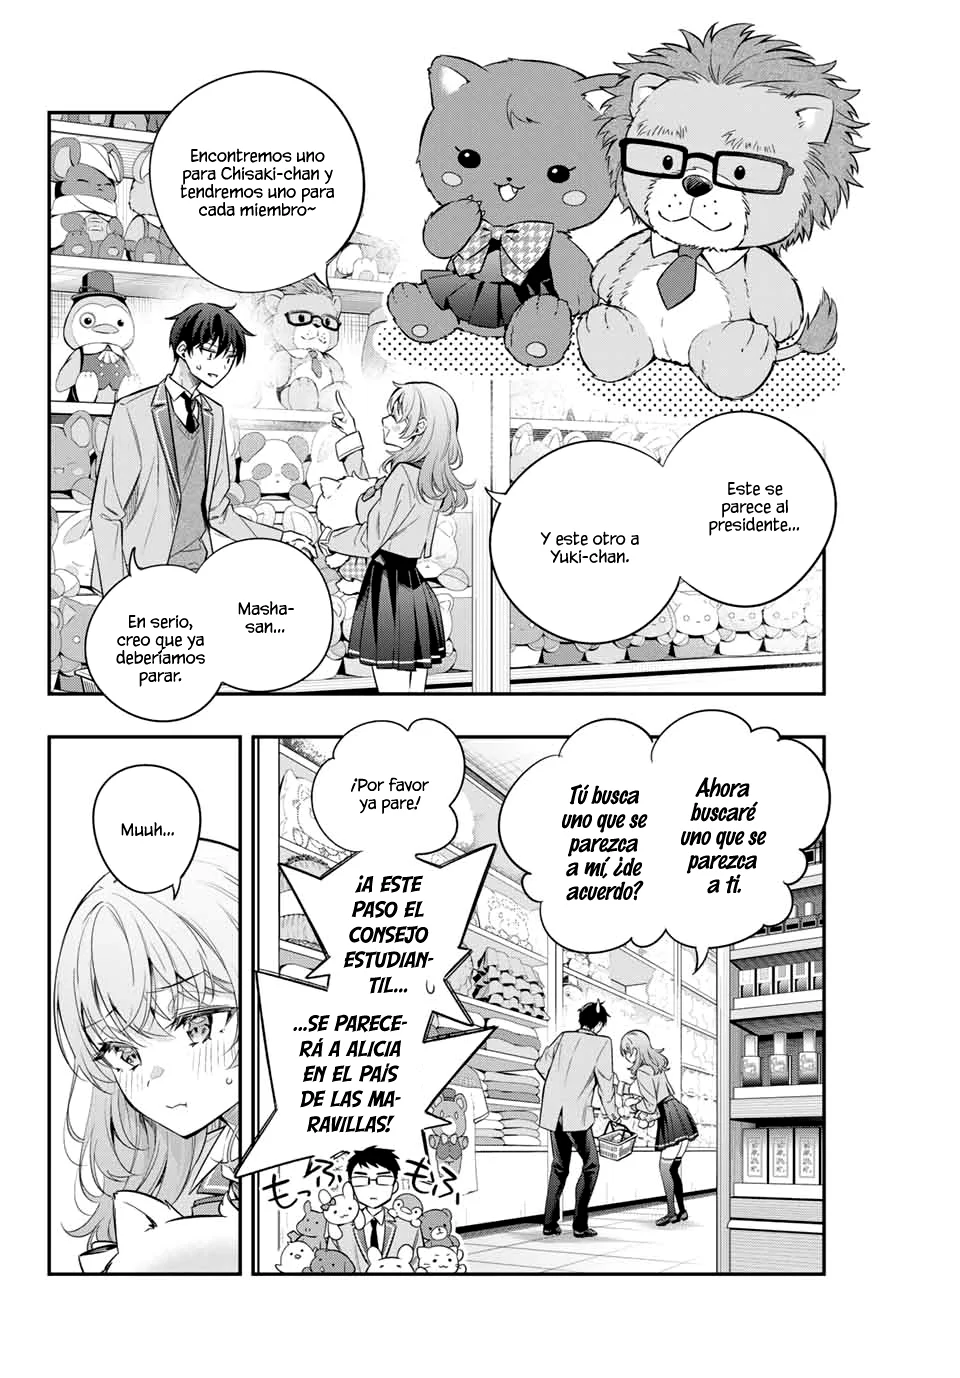 Este se
parece al
presidente...
Y este otro a
Yuki-chan.
Encontremos uno
para Chisaki-chan y
tendremos uno para
cada miembro~
Masha-
san...
En serio,
creo que ya
deberíamos
parar.
Ahora
buscaré
uno que se
parezca
a ti.
Tú busca
uno que se
parezca
a mí, ¿de
acuerdo?
¡Por favor
ya pare!
¡A ESTE
PASO EL
CONSEJO
ESTUDIAN-
TIL...
...SE PARECE-
RÁ A ALICIA
EN EL PAÍS
DE LAS MA-
RAVILLAS!
もっふ
もふっ
Muuh...